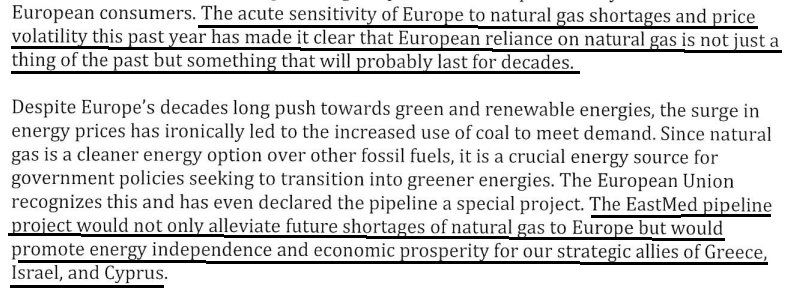 European consumers. The acute sensitivity of Europe to natural gas shortages and price
volatility this past year has made it clear that European reliance on natural gas is not just a
thing of the past but something that will probably last for decades.
Despite Europe's decades long push towards green and renewable energies, the surge in
energy prices has ironically led to the increased use of coal to meet demand. Since natural
gas is a cleaner energy option over other fossil fuels, it is a crucial energy source for
government policies seeking to transition into greener energies. The European Union
recognizes this and has even declared the pipeline a special project. The EastMed pipeline
project would not only alleviate future shortages of natural gas to Europe but would
promote energy independence and economic prosperity for our strategic allies of Greece,
Israel, and Cyprus.